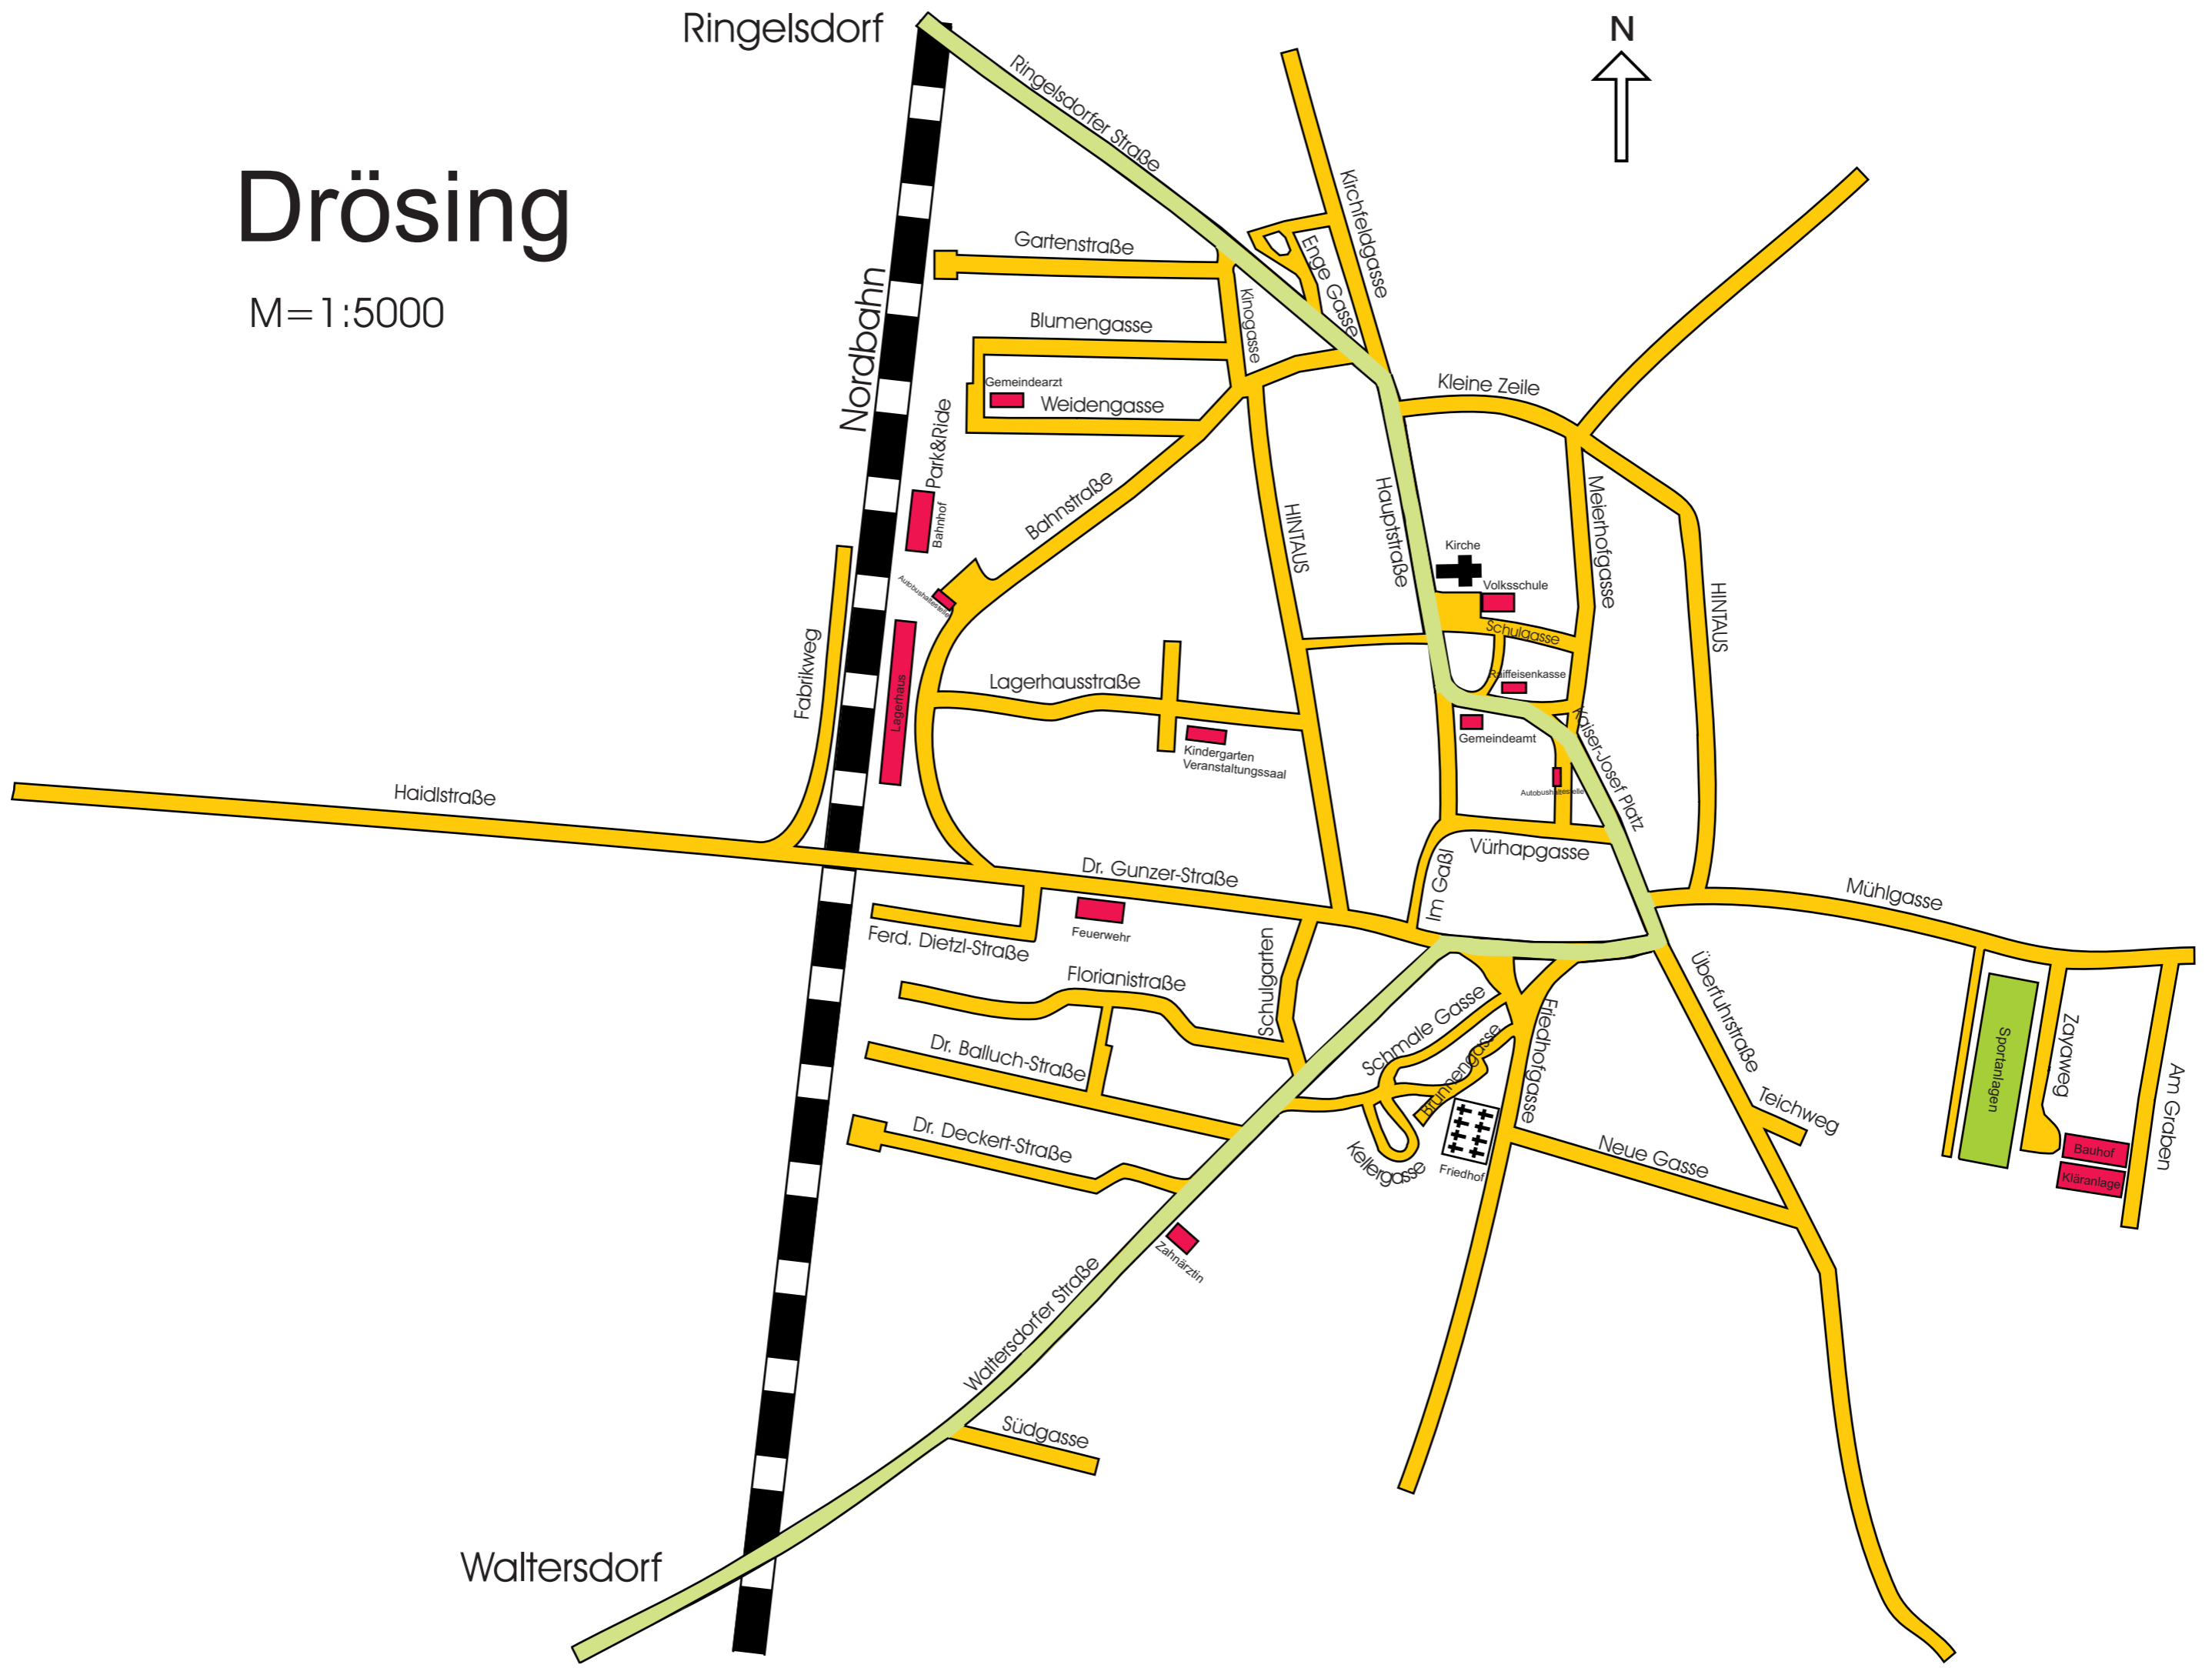 Ringelsdorf
N
Ringelsdorfer Straße
Drösing
M=1:5000
Kirchfeldgasse
Gartenstraße
Enge Gasse
Nordbahn
Kinogasse
Blumengasse
Gemeindearzt
Weidengasse
Kleine Zeile
Park&Ride
Bahnhof
Bahnstraße
HINTAUS
Hauptstraße
Meierhofgasse
Kirche
Volksschule
HINTAUS
Autobushaltestelle
Schulgasse
Fabrikweg
Lagerhaus
Lagerhausstraße
Raiffeisenkasse
Gemeindeamt
Kaiser-Josef Platz
Kindergarten
Veranstaltungssaal
Autobushaltestelle
Haidlstraße
Vürhapgasse
Im Gaßl
Dr. Gunzer-Straße
Mühlgasse
Feuerwehr
Ferd. Dietzl-Straße
Schulgarten
Florianistraße
Überfuhrstraße
Schmale Gasse
Friedhofgasse
Brunnengasse
Sportanlagen
Zayaweg
Am Graben
Dr. Balluch-Straße
Teichweg
Dr. Deckert-Straße
Kellergasse
Friedhof
Neue Gasse
Bauhof
Kläranlage
Zahnärztin
Waltersdorfer Straße
Südgasse
Waltersdorf